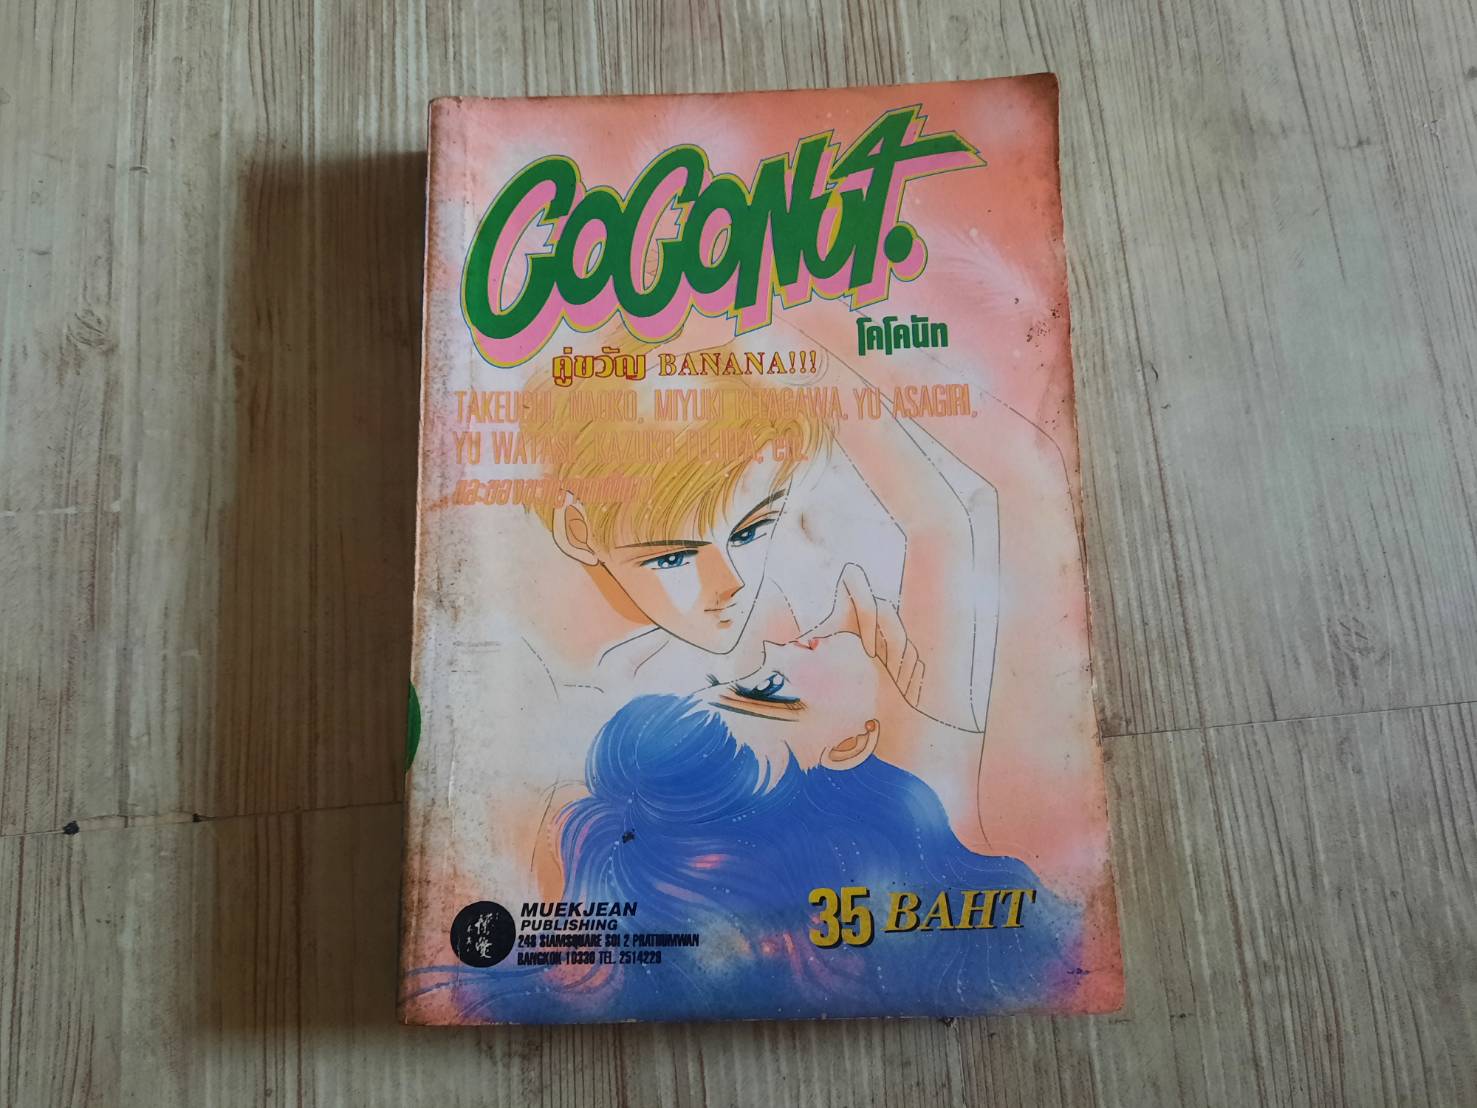 COCONUT.
โคโคนัท
คู่ขวัญ BANANA!!!
TAKEUCHI, NAOKO, MIYUKI KITAGAWA, YU ASAGIRI,
YU WATASE, KAZUKO FUJITA, etc.
35 BAHT
MUEKJEAN
PUBLISHING
248 SIAMSQUARE SOI 2 PRATHUMWAN
BANGKOK 10330 TEL. 2514228